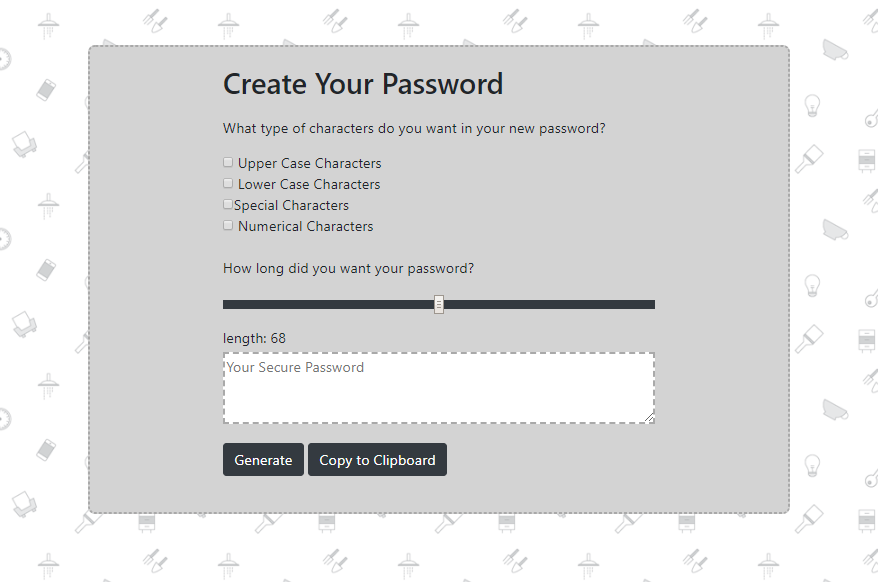 Create Your Password
What type of characters do you want in your new password?
Upper Case Characters
Lower Case Characters
Special Characters
Numerical Characters
How long did you want your password?
length: 68
Your Secure Password
Generate Copy to Clipboard